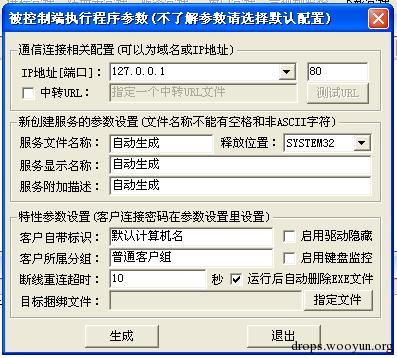 被控制端执行程序参数(不了解参数请选择默认配置)
通信连接相关配置(可以为域名或IP地址)
IP地址[端口]: 127.0.0.1 80
中转URL: 指定一个中转URL文件 测试URL
新创建服务的参数设置(文件名称不能有空格和非ASCII字符)
服务文件名称: 自动生成 释放位置: SYSTEM32
服务显示名称: 自动生成
服务附加描述: 自动生成
特性参数设置(客户连接密码在参数设置里设置)
客户自带标识: 默认计算机名 启用驱动隐藏
客户所属分组: 普通客户组 启用键盘监控
断线重连超时: 10 秒 运行后自动删除EXE文件
目标捆绑文件: 指定文件
生成 退出
drops.wooyun.org